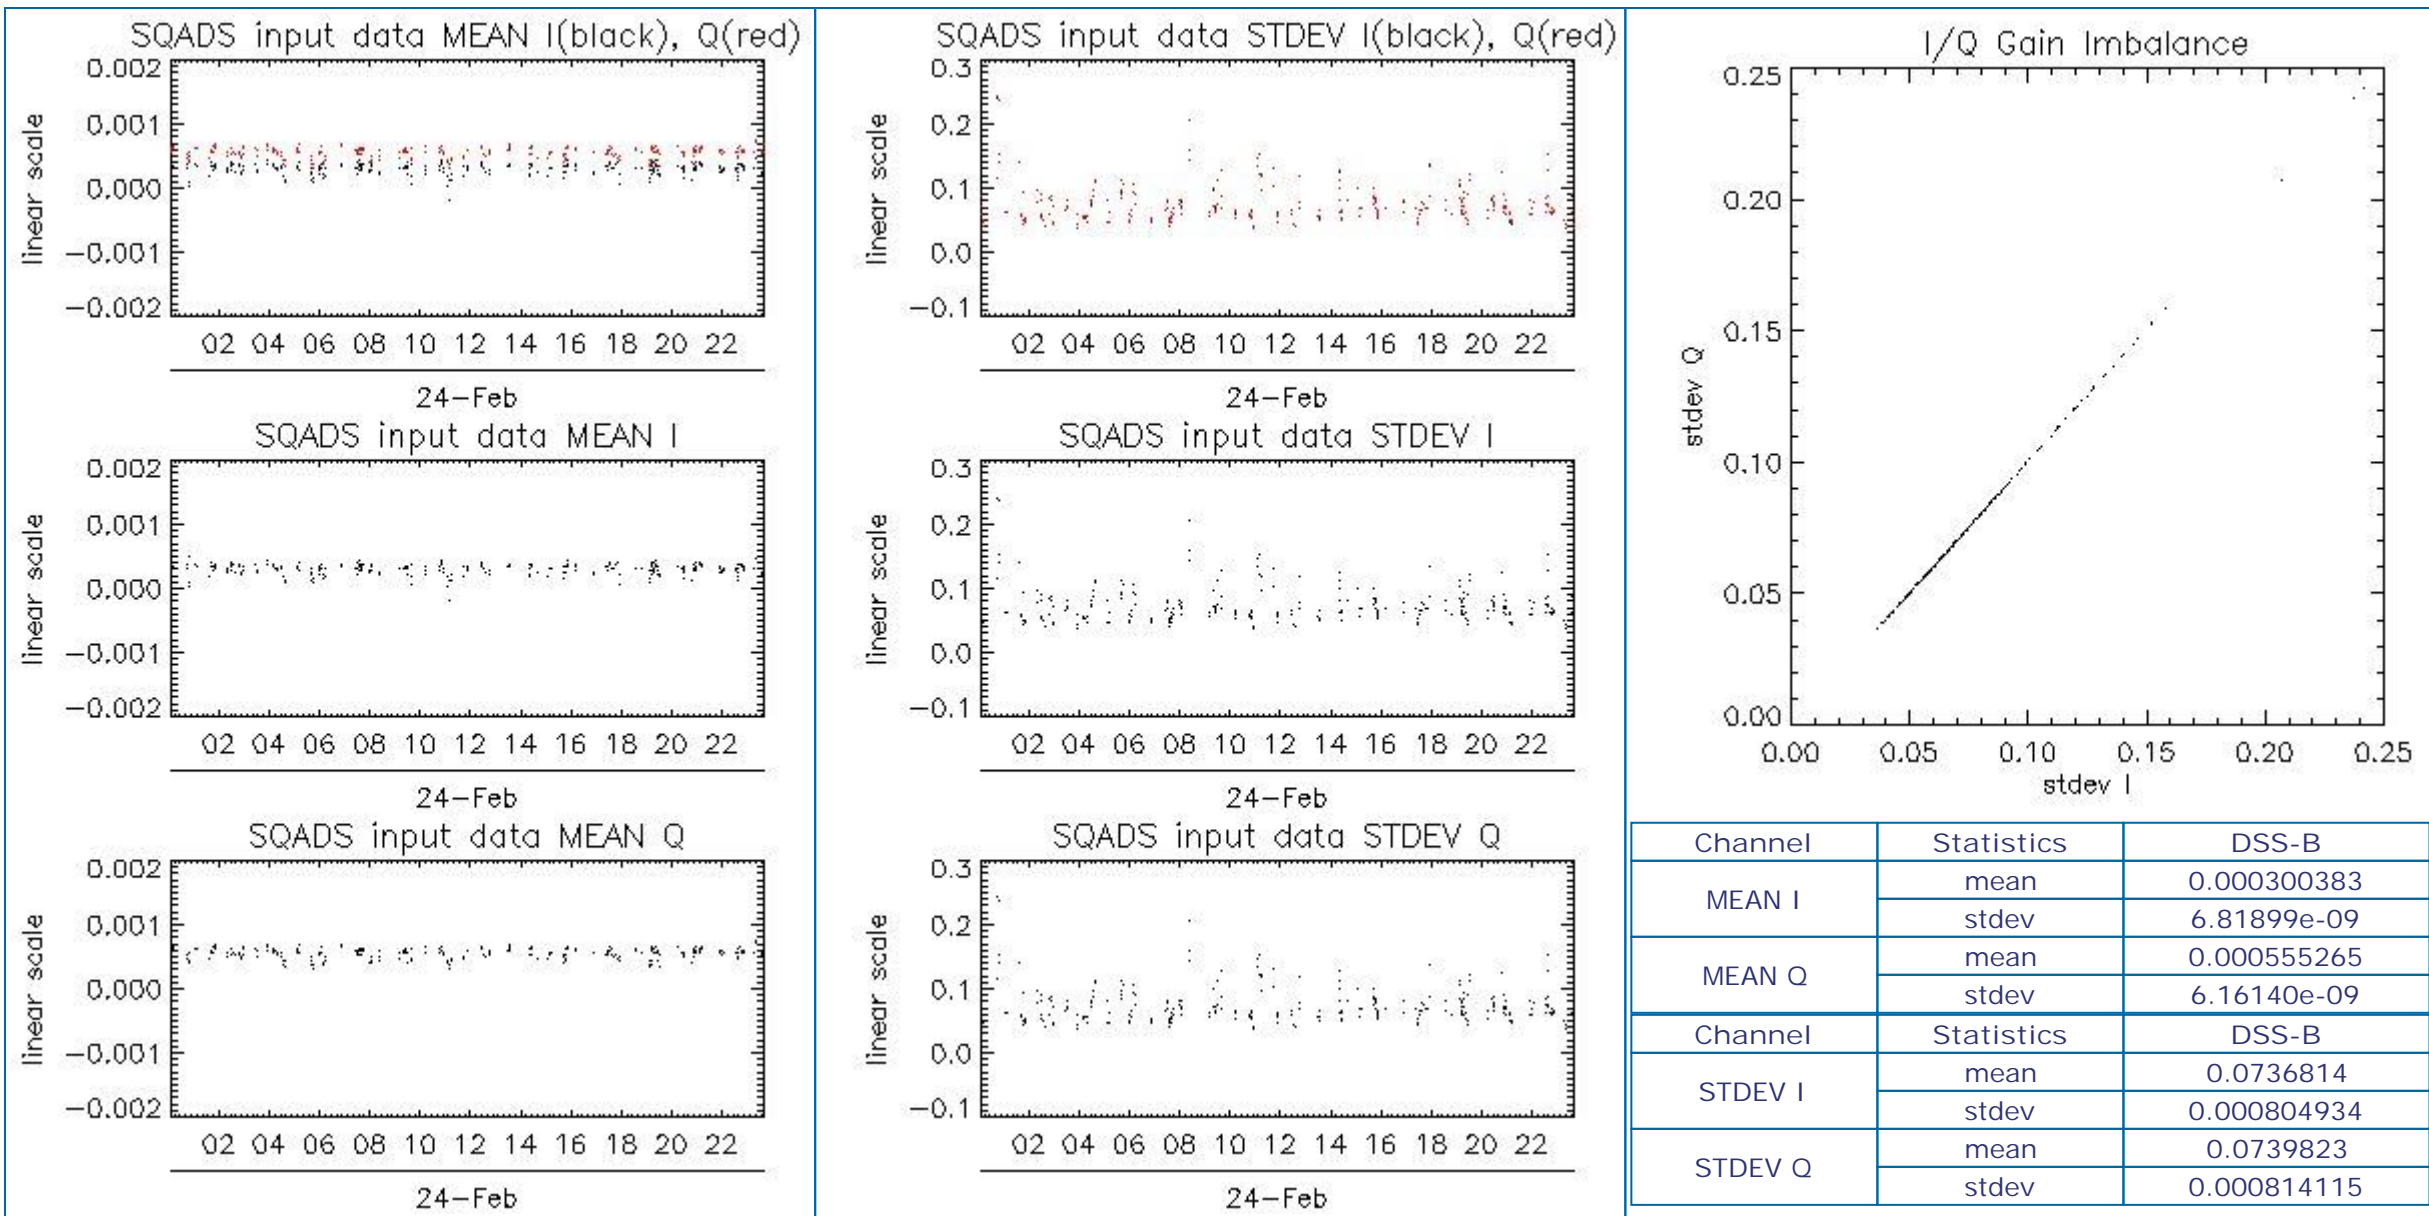 SQADS input data MEAN I(black), Q(red)
0.002
0.001
0.000
−0.001
−0.002
linear scale
02 04 06 08 10 12 14 16 18 20 22
24−Feb
SQADS input data MEAN I
0.002
0.001
0.000
−0.001
−0.002
linear scale
02 04 06 08 10 12 14 16 18 20 22
24−Feb
SQADS input data MEAN Q
0.002
0.001
0.000
−0.001
−0.002
linear scale
02 04 06 08 10 12 14 16 18 20 22
24−Feb
SQADS input data STDEV I(black), Q(red)
0.3
0.2
0.1
0.0
−0.1
linear scale
02 04 06 08 10 12 14 16 18 20 22
24−Feb
SQADS input data STDEV I
0.3
0.2
0.1
0.0
−0.1
linear scale
02 04 06 08 10 12 14 16 18 20 22
24−Feb
SQADS input data STDEV Q
0.3
0.2
0.1
0.0
−0.1
linear scale
02 04 06 08 10 12 14 16 18 20 22
24−Feb
I/Q Gain Imbalance
0.25
0.20
0.15
0.10
0.05
0.00
stdev Q
0.00 0.05 0.10 0.15 0.20 0.25
stdev I
Channel Statistics DSS-B
MEAN I mean 0.000300383
stdev 6.81899e-09
MEAN Q mean 0.000555265
stdev 6.16140e-09
Channel Statistics DSS-B
STDEV I mean 0.0736814
stdev 0.000804934
STDEV Q mean 0.0739823
stdev 0.000814115